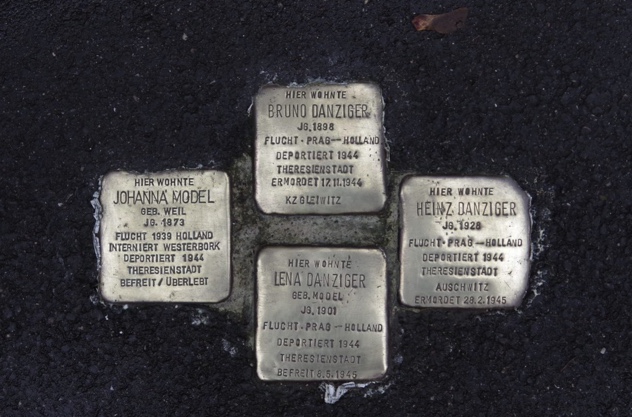 HIER WOHNTE
BRUNO DANZIGER
JG. 1898
FLUCHT - PRAG - HOLLAND
DEPORTIERT 1944
THERESIENSTADT
ERMORDET 12.11.1944
KZ GLEIWITZ
HIER WOHNTE
JOHANNA MODEL
GEB. WEIL
JG. 1873
FLUCHT 1939 HOLLAND
INTERNIERT WESTERBORK
DEPORTIERT 1944
THERESIENSTADT
BEFREIT / ÜBERLEBT
HIER WOHNTE
HEINZ DANZIGER
JG. 1928
FLUCHT - PRAG - HOLLAND
DEPORTIERT 1944
THERESIENSTADT
AUSCHWITZ
ERMORDET 28.2.1945
HIER WOHNTE
LENA DANZIGER
GEB. MODEL
JG. 1901
FLUCHT - PRAG - HOLLAND
DEPORTIERT 1944
THERESIENSTADT
BEFREIT 8.5.1945